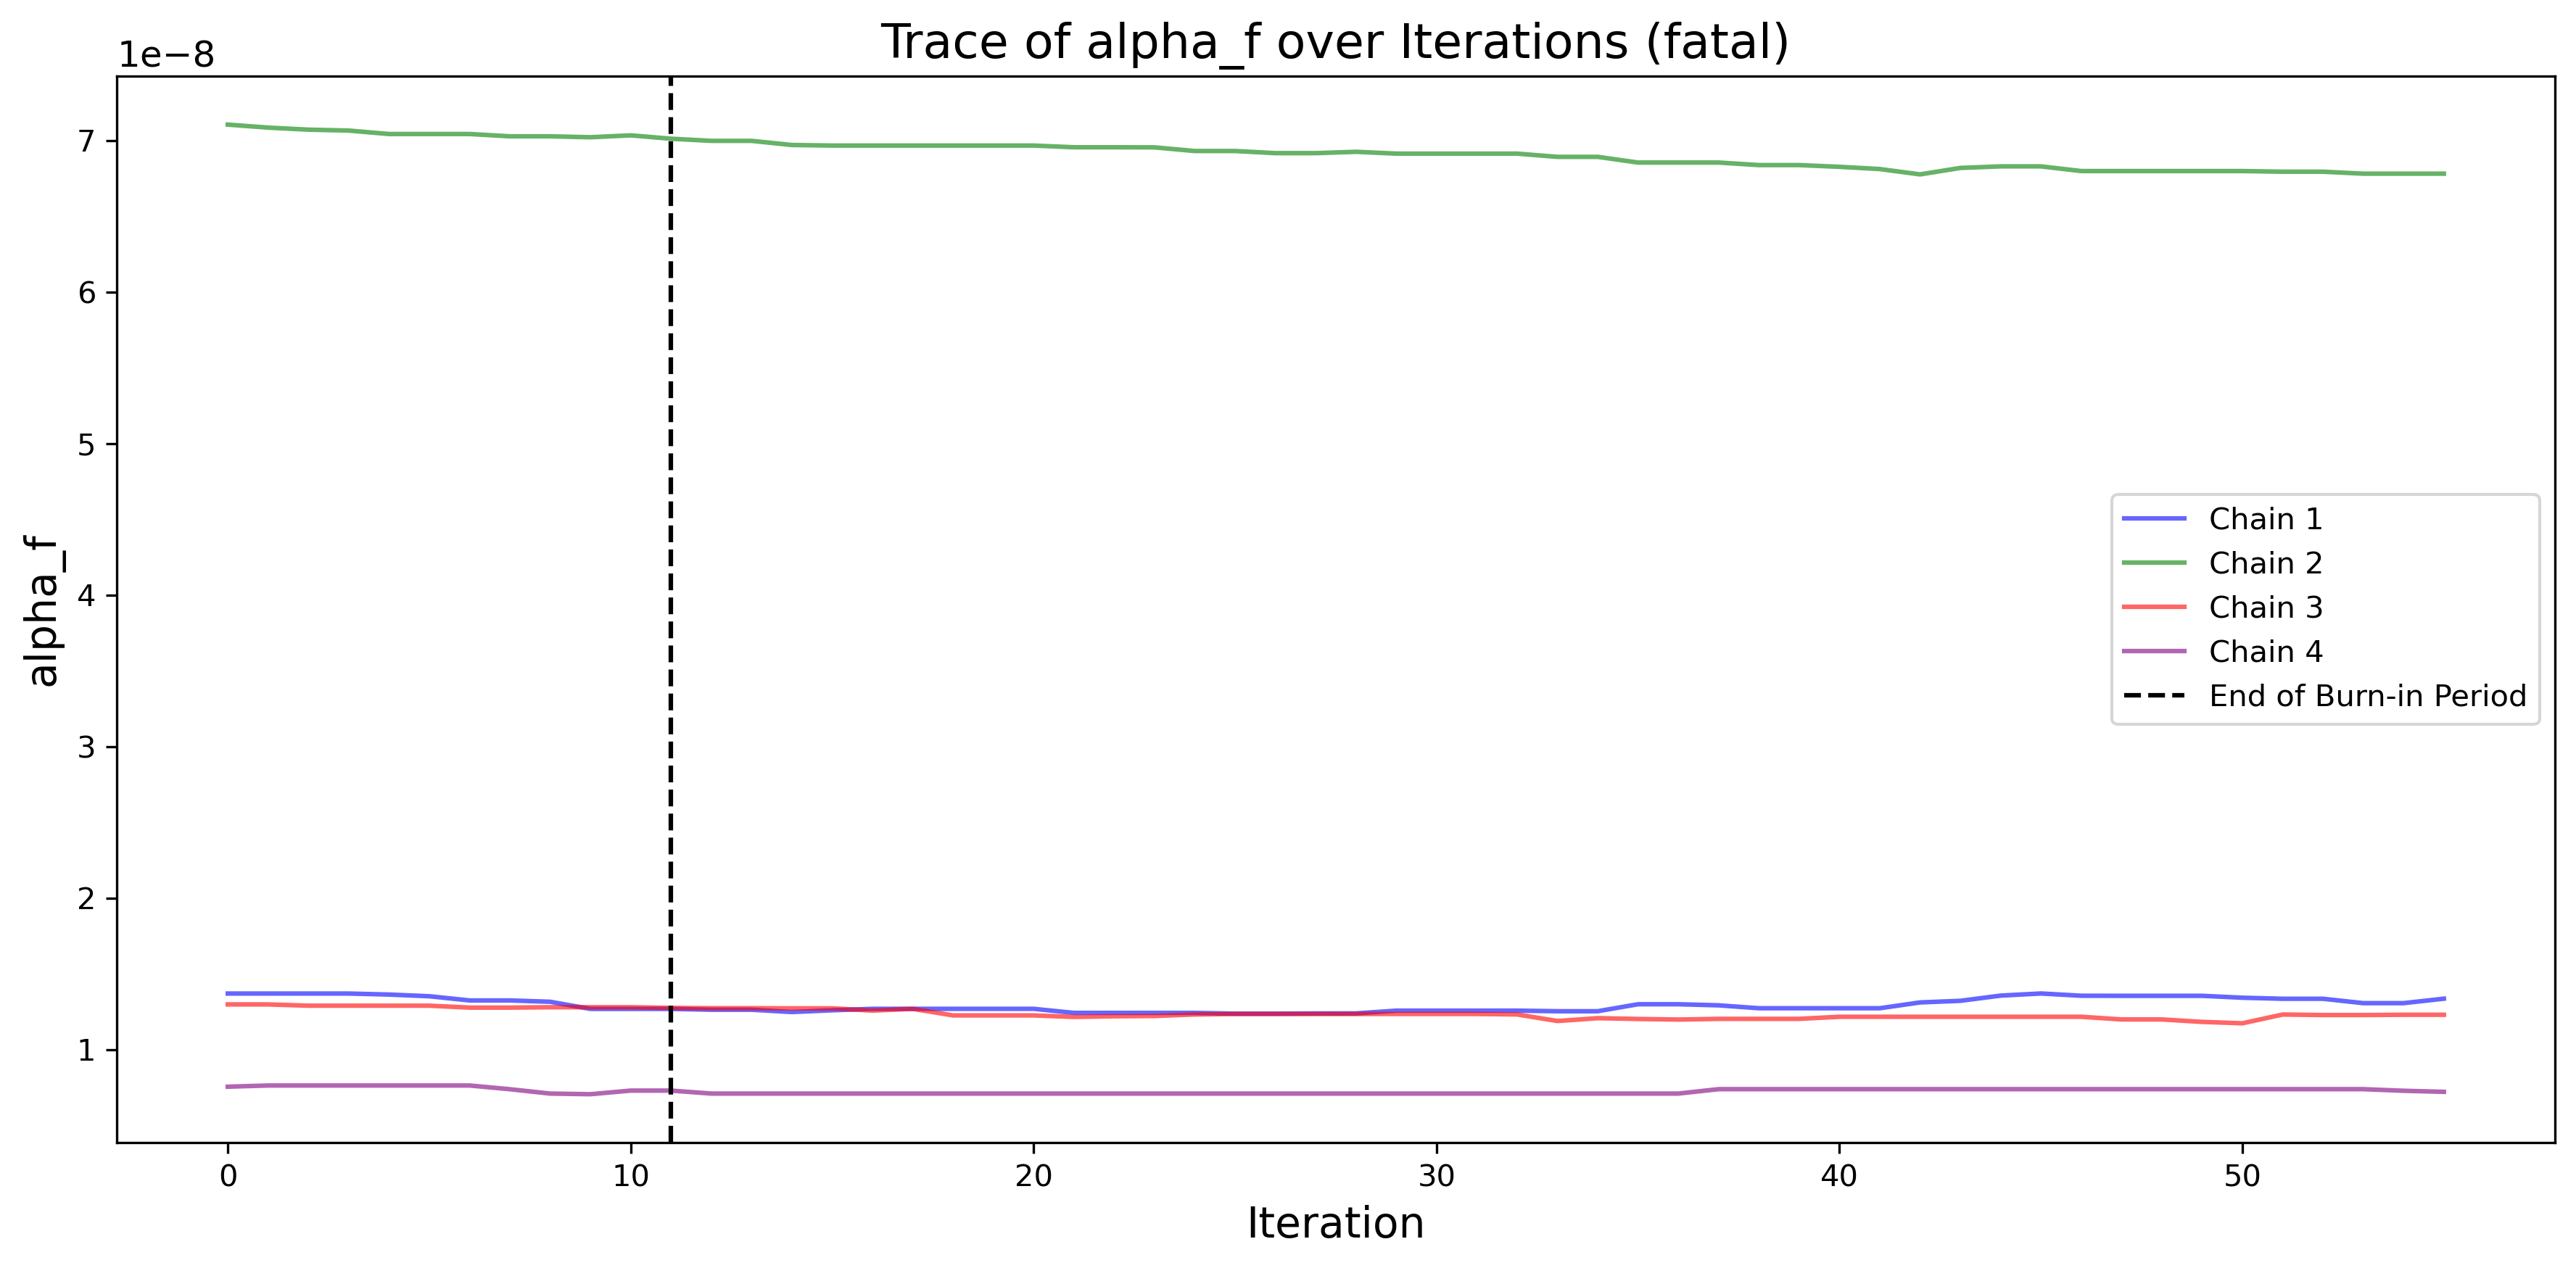 Trace of alpha_f over Iterations (fatal)
1e−8
7
6
5
4
3
2
1
alpha_f
Chain 1
Chain 2
Chain 3
Chain 4
End of Burn-in Period
0 10 20 30 40 50
Iteration